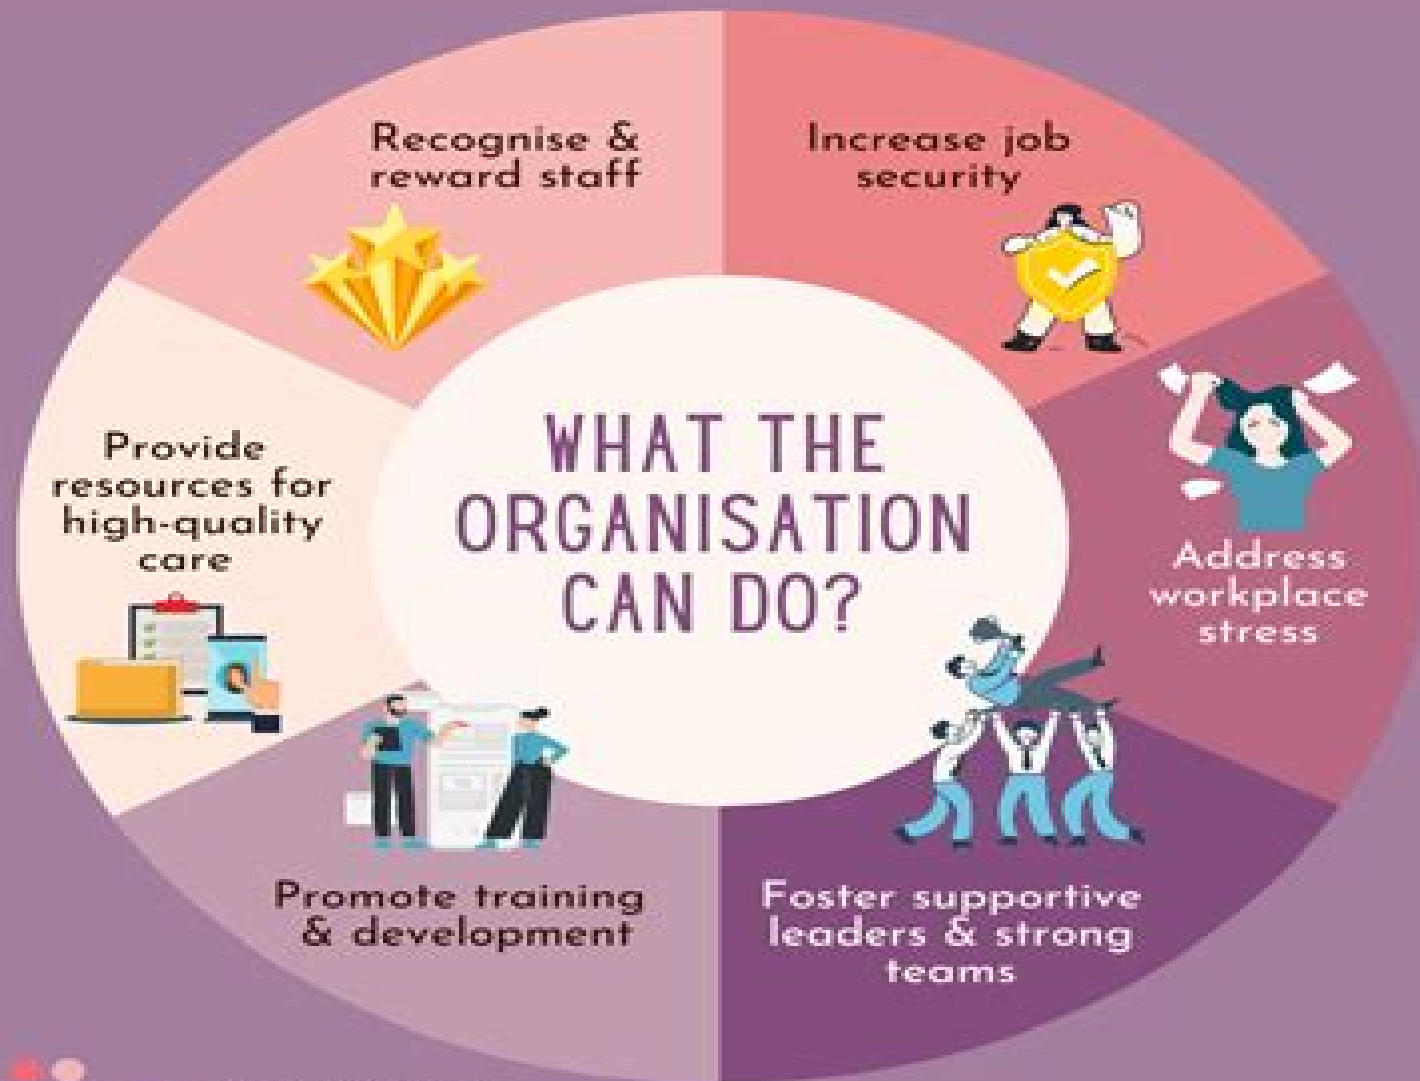 Recognise &
reward staff
Increase job
security
WHAT THE
ORGANISATION
CAN DO?
Provide
resources for
high-quality
care
Address
workplace
stress
Promote training
& development
Foster supportive
leaders & strong
teams